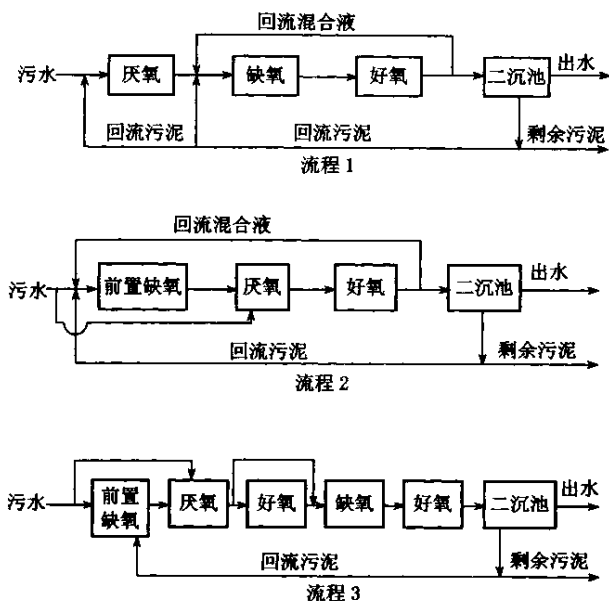 回流混合液
污水
厌氧
缺氧
好氧
二沉池
出水
回流污泥
回流污泥
剩余污泥
流程1
回流混合液
污水
前置缺氧
厌氧
好氧
二沉池
出水
回流污泥
剩余污泥
流程2
污水
前置
缺氧
厌氧
好氧
缺氧
好氧
二沉池
出水
回流污泥
剩余污泥
流程3